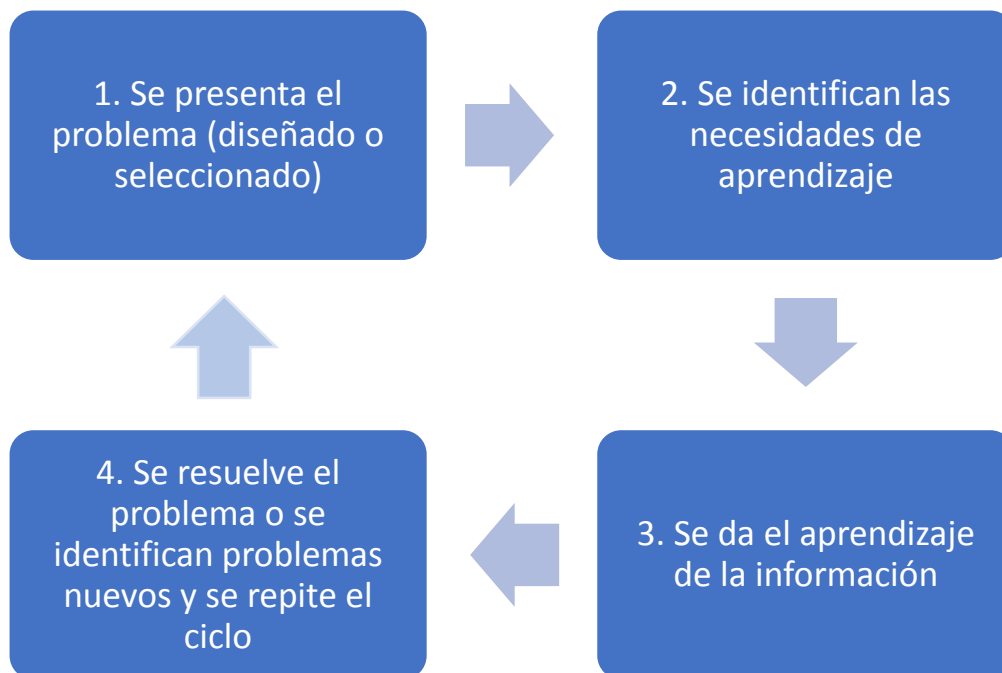 1. Se presenta el
problema (diseñado o
seleccionado)
2. Se identifican las
necesidades de
aprendizaje
3. Se da el aprendizaje
de la información
4. Se resuelve el
problema o se
identifican problemas
nuevos y se repite el
ciclo